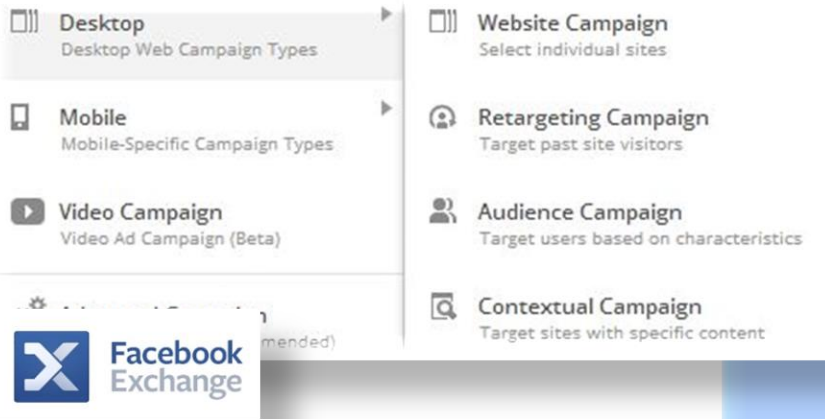 Desktop
Desktop Web Campaign Types
Mobile
Mobile-Specific Campaign Types
Video Campaign
Video Ad Campaign (Beta)
mended)
Website Campaign
Select individual sites
Retargeting Campaign
Target past site visitors
Audience Campaign
Target users based on characteristics
Contextual Campaign
Target sites with specific content
Facebook
Exchange